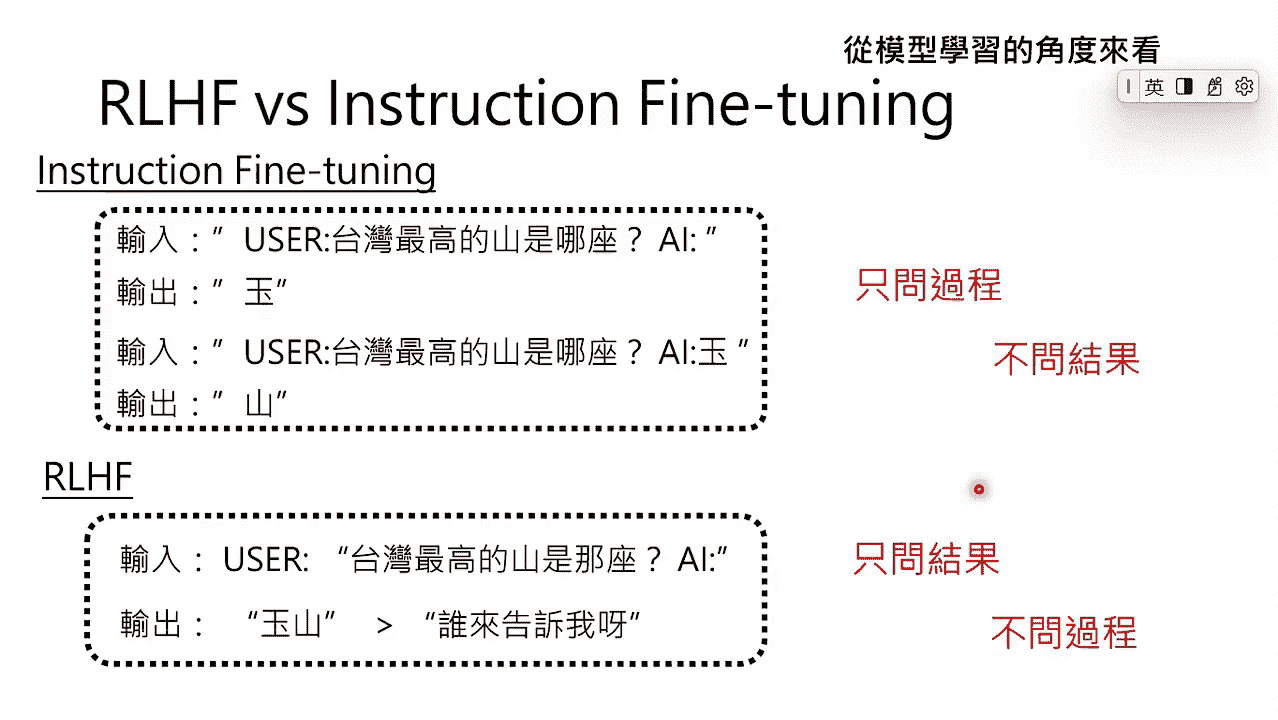 從模型學習的角度來看
英
RLHF vs Instruction Fine-tuning
Instruction Fine-tuning
輸入：”USER:台灣最高的山是哪座？ AI: ”
輸出：”玉”
只問過程
輸入：”USER:台灣最高的山是哪座？ AI:玉 ”
不問結果
輸出：”山”
RLHF
輸入： USER: “台灣最高的山是那座？ AI:”
只問結果
輸出： “玉山” > “誰來告訴我呀”
不問過程